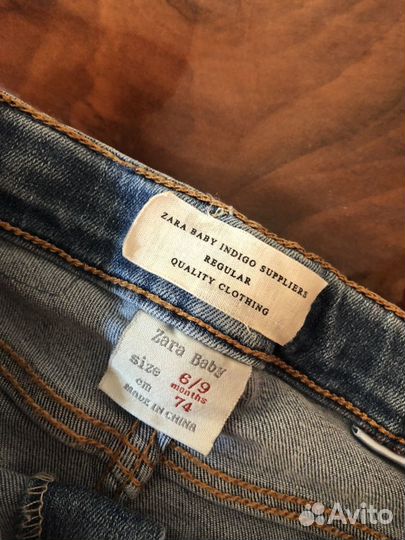 ZARA BABY INDIGO SUPPLIERS
REGULAR
QUALITY CLOTHING
Zara Baby
size 6/9
months
cm 74
MADE IN CHINA
Avito